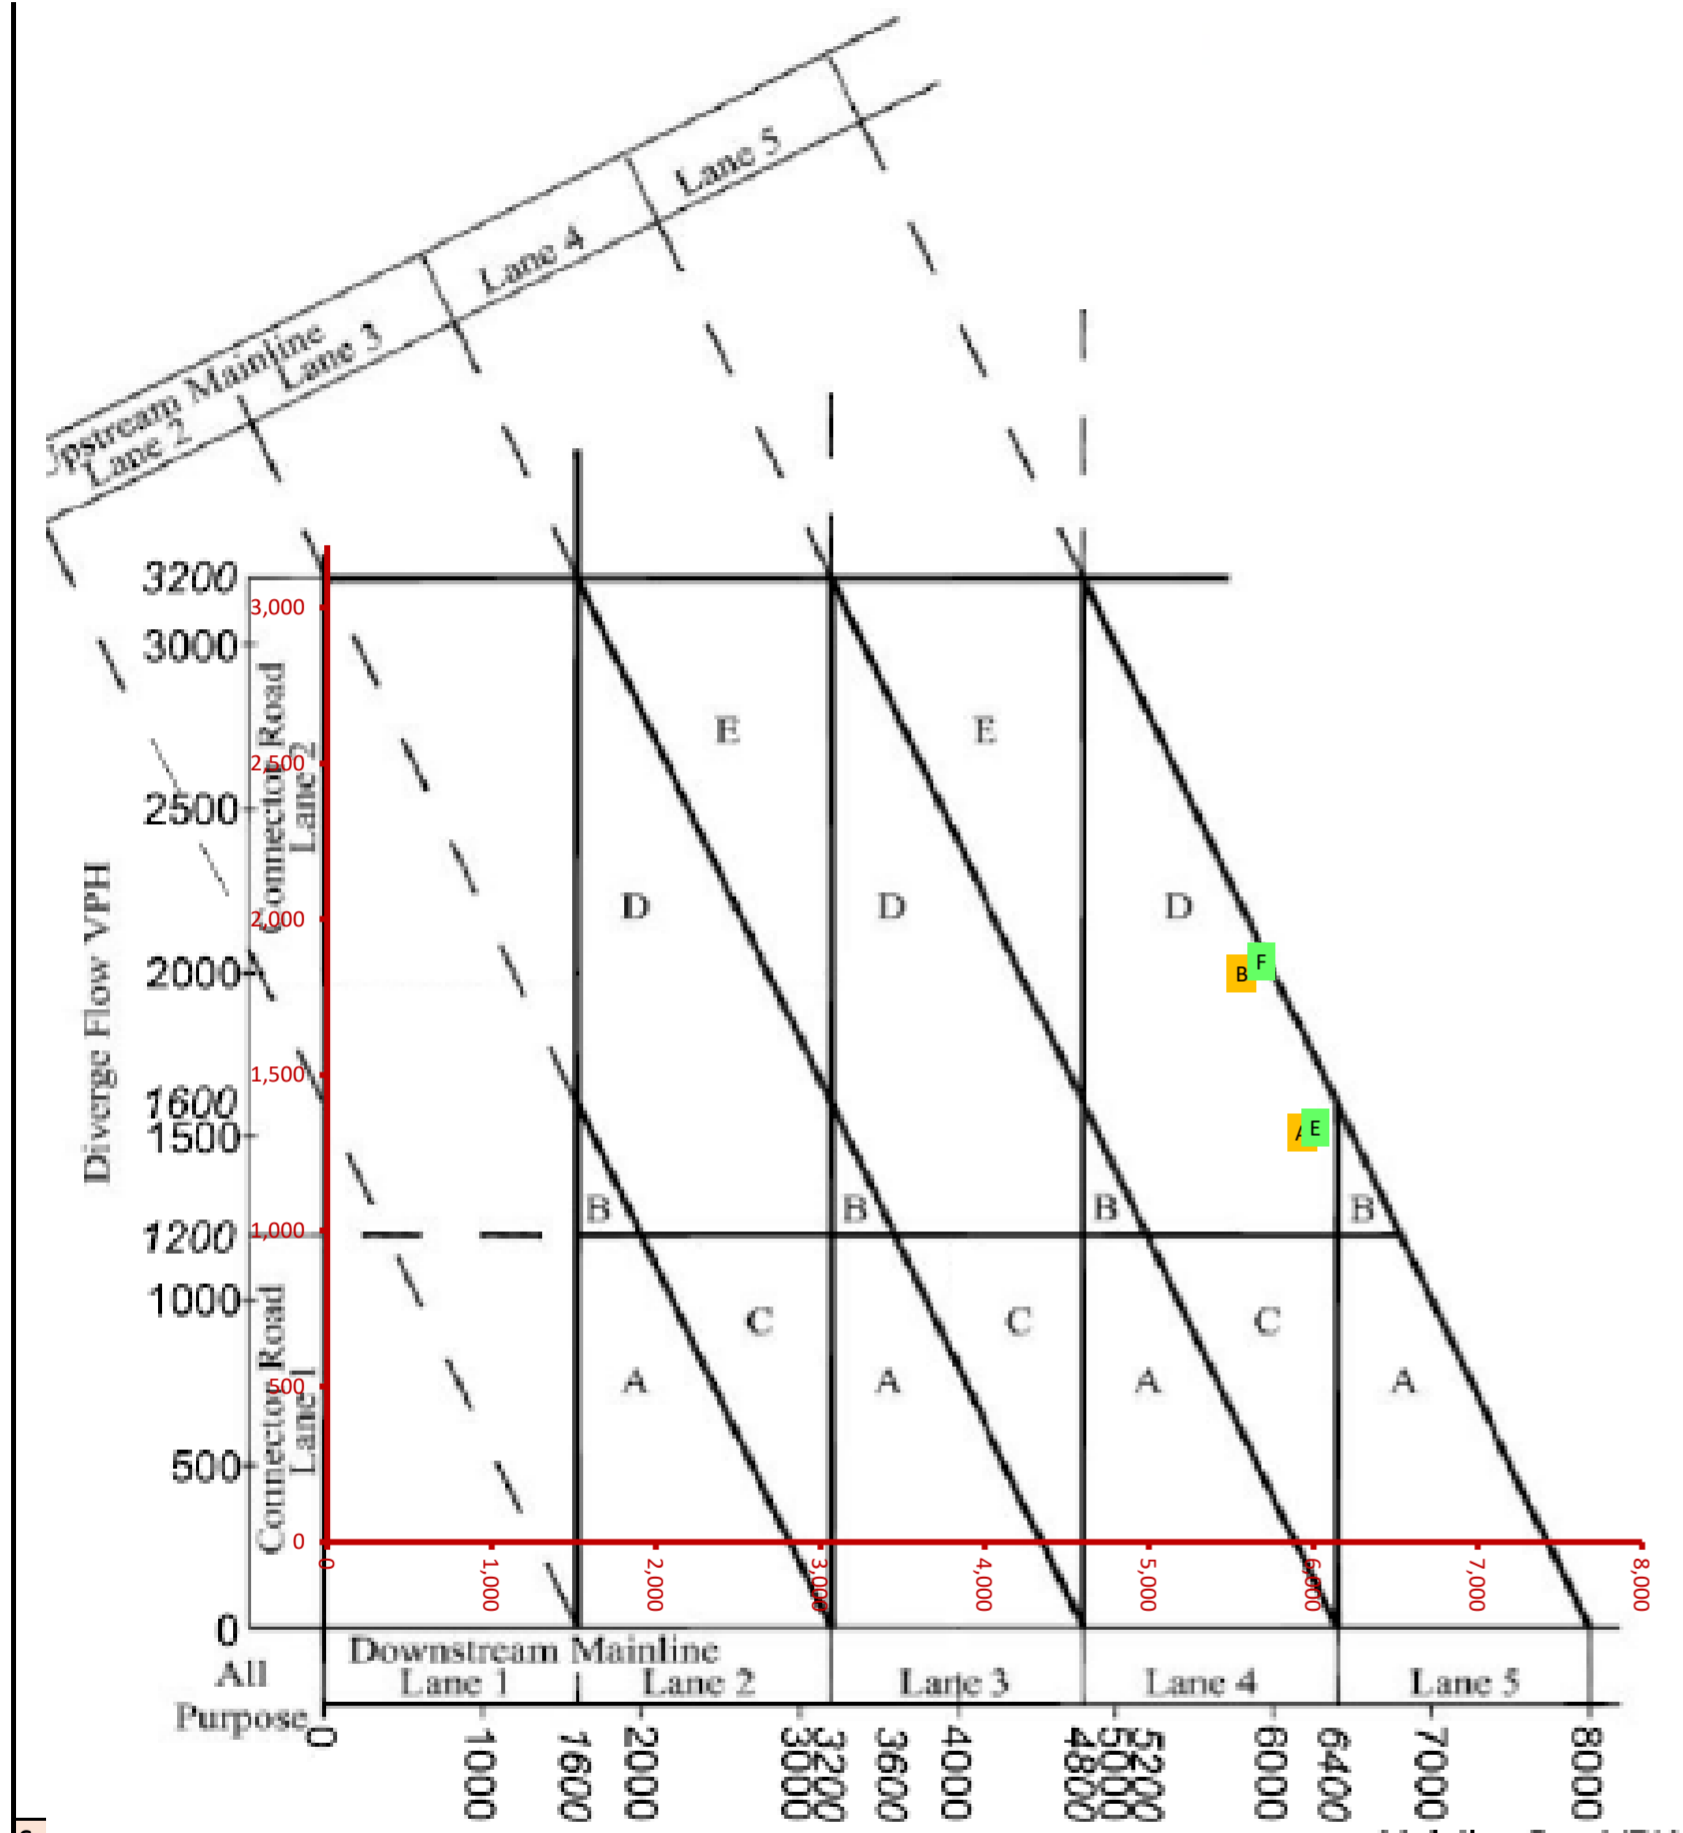 Lane 5
Lane 4
Lane 3
Upstream Mainline
Lane 2
3200
3,000
3000
Connector Road
Lane 2
E
E
2,500
2500
D
D
D
2,000
2000
B
F
Diverge Flow VPH
1,500
1600
1500
A
E
B
B
B
B
1,000
1200
1000
Connector Road
Lane 1
C
C
C
500
A
A
A
A
500
0
0
1,000
2,000
3,000
4,000
5,000
6,000
7,000
8,000
0
Downstream Mainline
All
Purpose
Lane 1
Lane 2
Lane 3
Lane 4
Lane 5
0
1000
1600
2000
3000
3200
3600
4000
4800
5000
5200
6000
6400
7000
8000